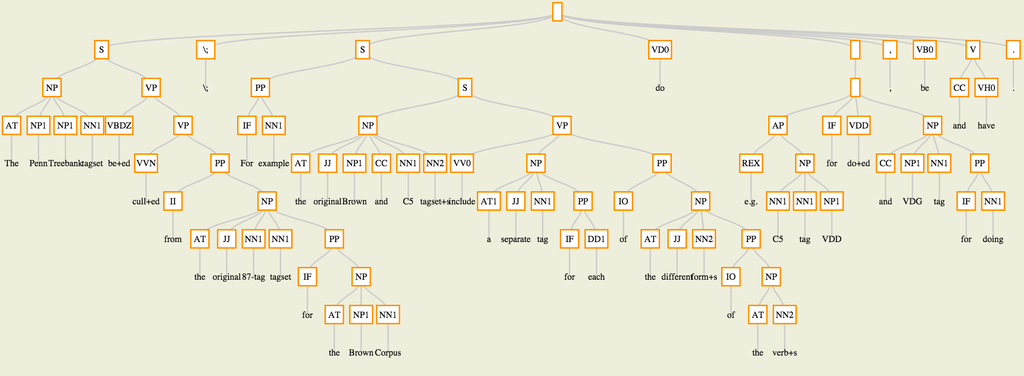 S \; S VD0 , VB0 V .
NP VP \; PP S do , be CC VH0 .
AT NP1 NP1 NN1 VBDZ VP IF NN1 NP VP AP IF VDD NP and have
The Penn Treebank tagset be+ed VVN PP For example AT JJ NP1 CC NN1 NN2 VV0 NP PP REX NP for do+ed CC NP1 NN1 PP
cull+ed II NP the original Brown and C5 tagset+s include AT1 JJ NN1 PP IO NP e.g. NN1 NN1 NP1 and VDG tag IF NN1
from AT JJ NN1 NN1 PP a separate tag IF DD1 of AT JJ NN2 PP C5 tag VDD for doing
the original 87-tag tagset IF NP for each the different form+s IO NP
for AT NP1 NN1 of AT NN2
the Brown Corpus the verb+s